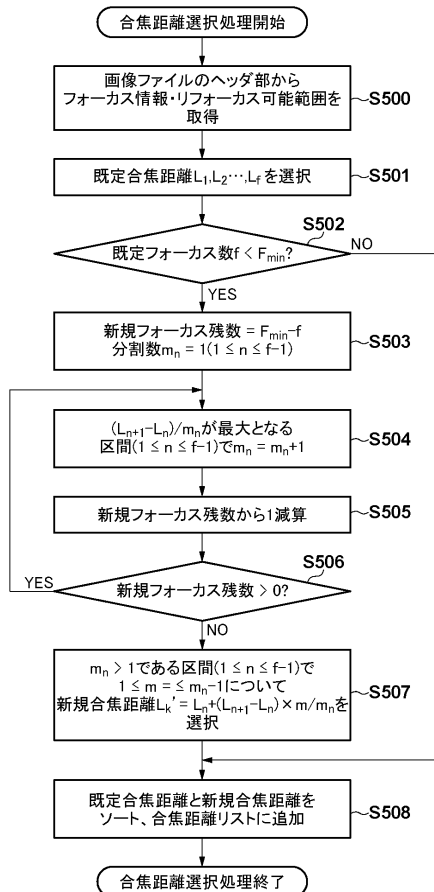 合焦距離選択処理開始
画像ファイルのヘッダ部から
フォーカス情報・リフォーカス可能範囲を
取得
S500
既定合焦距離L₁,L₂…,Lf を選択
S501
S502
既定フォーカス数f < Fmin?
NO
YES
新規フォーカス残数 = Fmin−f
分割数mn = 1(1 ≤ n ≤ f−1)
S503
(Ln+1−Ln)/mnが最大となる
区間(1 ≤ n ≤ f−1)でmn = mn+1
S504
新規フォーカス残数から1減算
S505
S506
YES
新規フォーカス残数 > 0?
NO
mn > 1である区間(1 ≤ n ≤ f−1)で
1 ≤ m = ≤ mn−1について
新規合焦距離Lk' = Ln+(Ln+1−Ln)×m/mnを
選択
S507
既定合焦距離と新規合焦距離を
ソート、合焦距離リストに追加
S508
合焦距離選択処理終了